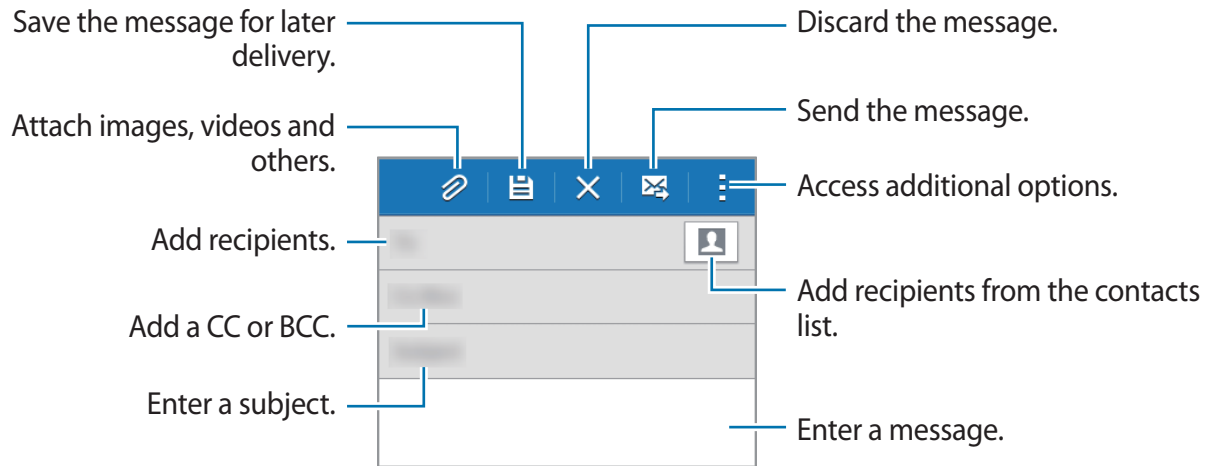 Save the message for later
delivery.
Attach images, videos and
others.
Add recipients.
Add a CC or BCC.
Enter a subject.
Discard the message.
Send the message.
Access additional options.
Add recipients from the contacts
list.
Enter a message.